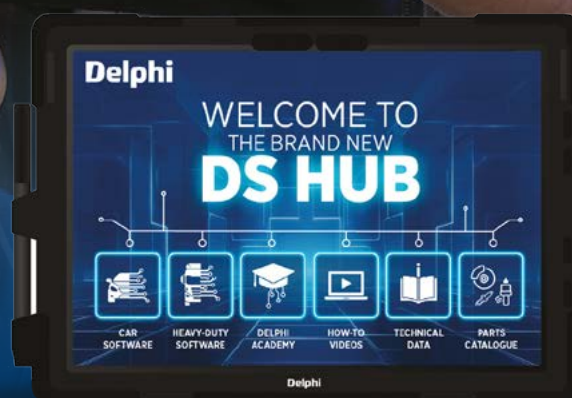 Delphi
WELCOME TO
THE BRAND NEW
DS HUB
CAR
SOFTWARE
HEAVY-DUTY
SOFTWARE
DELPHI
ACADEMY
HOW-TO
VIDEOS
TECHNICAL
DATA
PARTS
CATALOGUE
Delphi